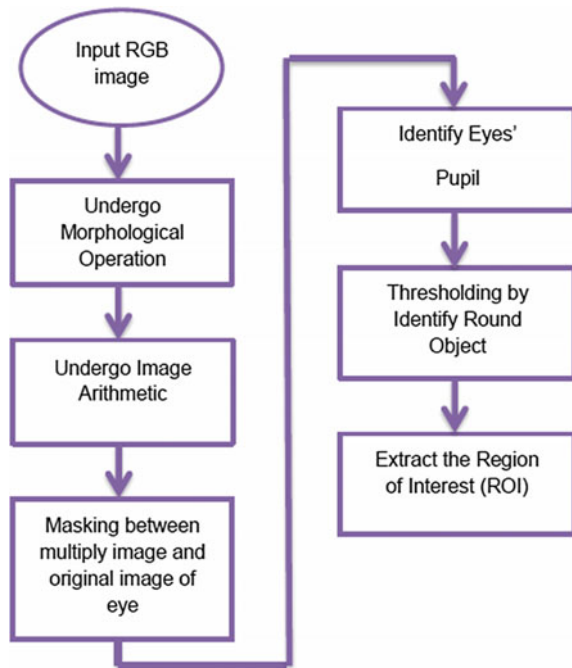 Input RGB
image
Undergo
Morphological
Operation
Undergo Image
Arithmetic
Masking between
multiply image and
original image of
eye
Identify Eyes'
Pupil
Thresholding by
Identify Round
Object
Extract the Region
of Interest (ROI)